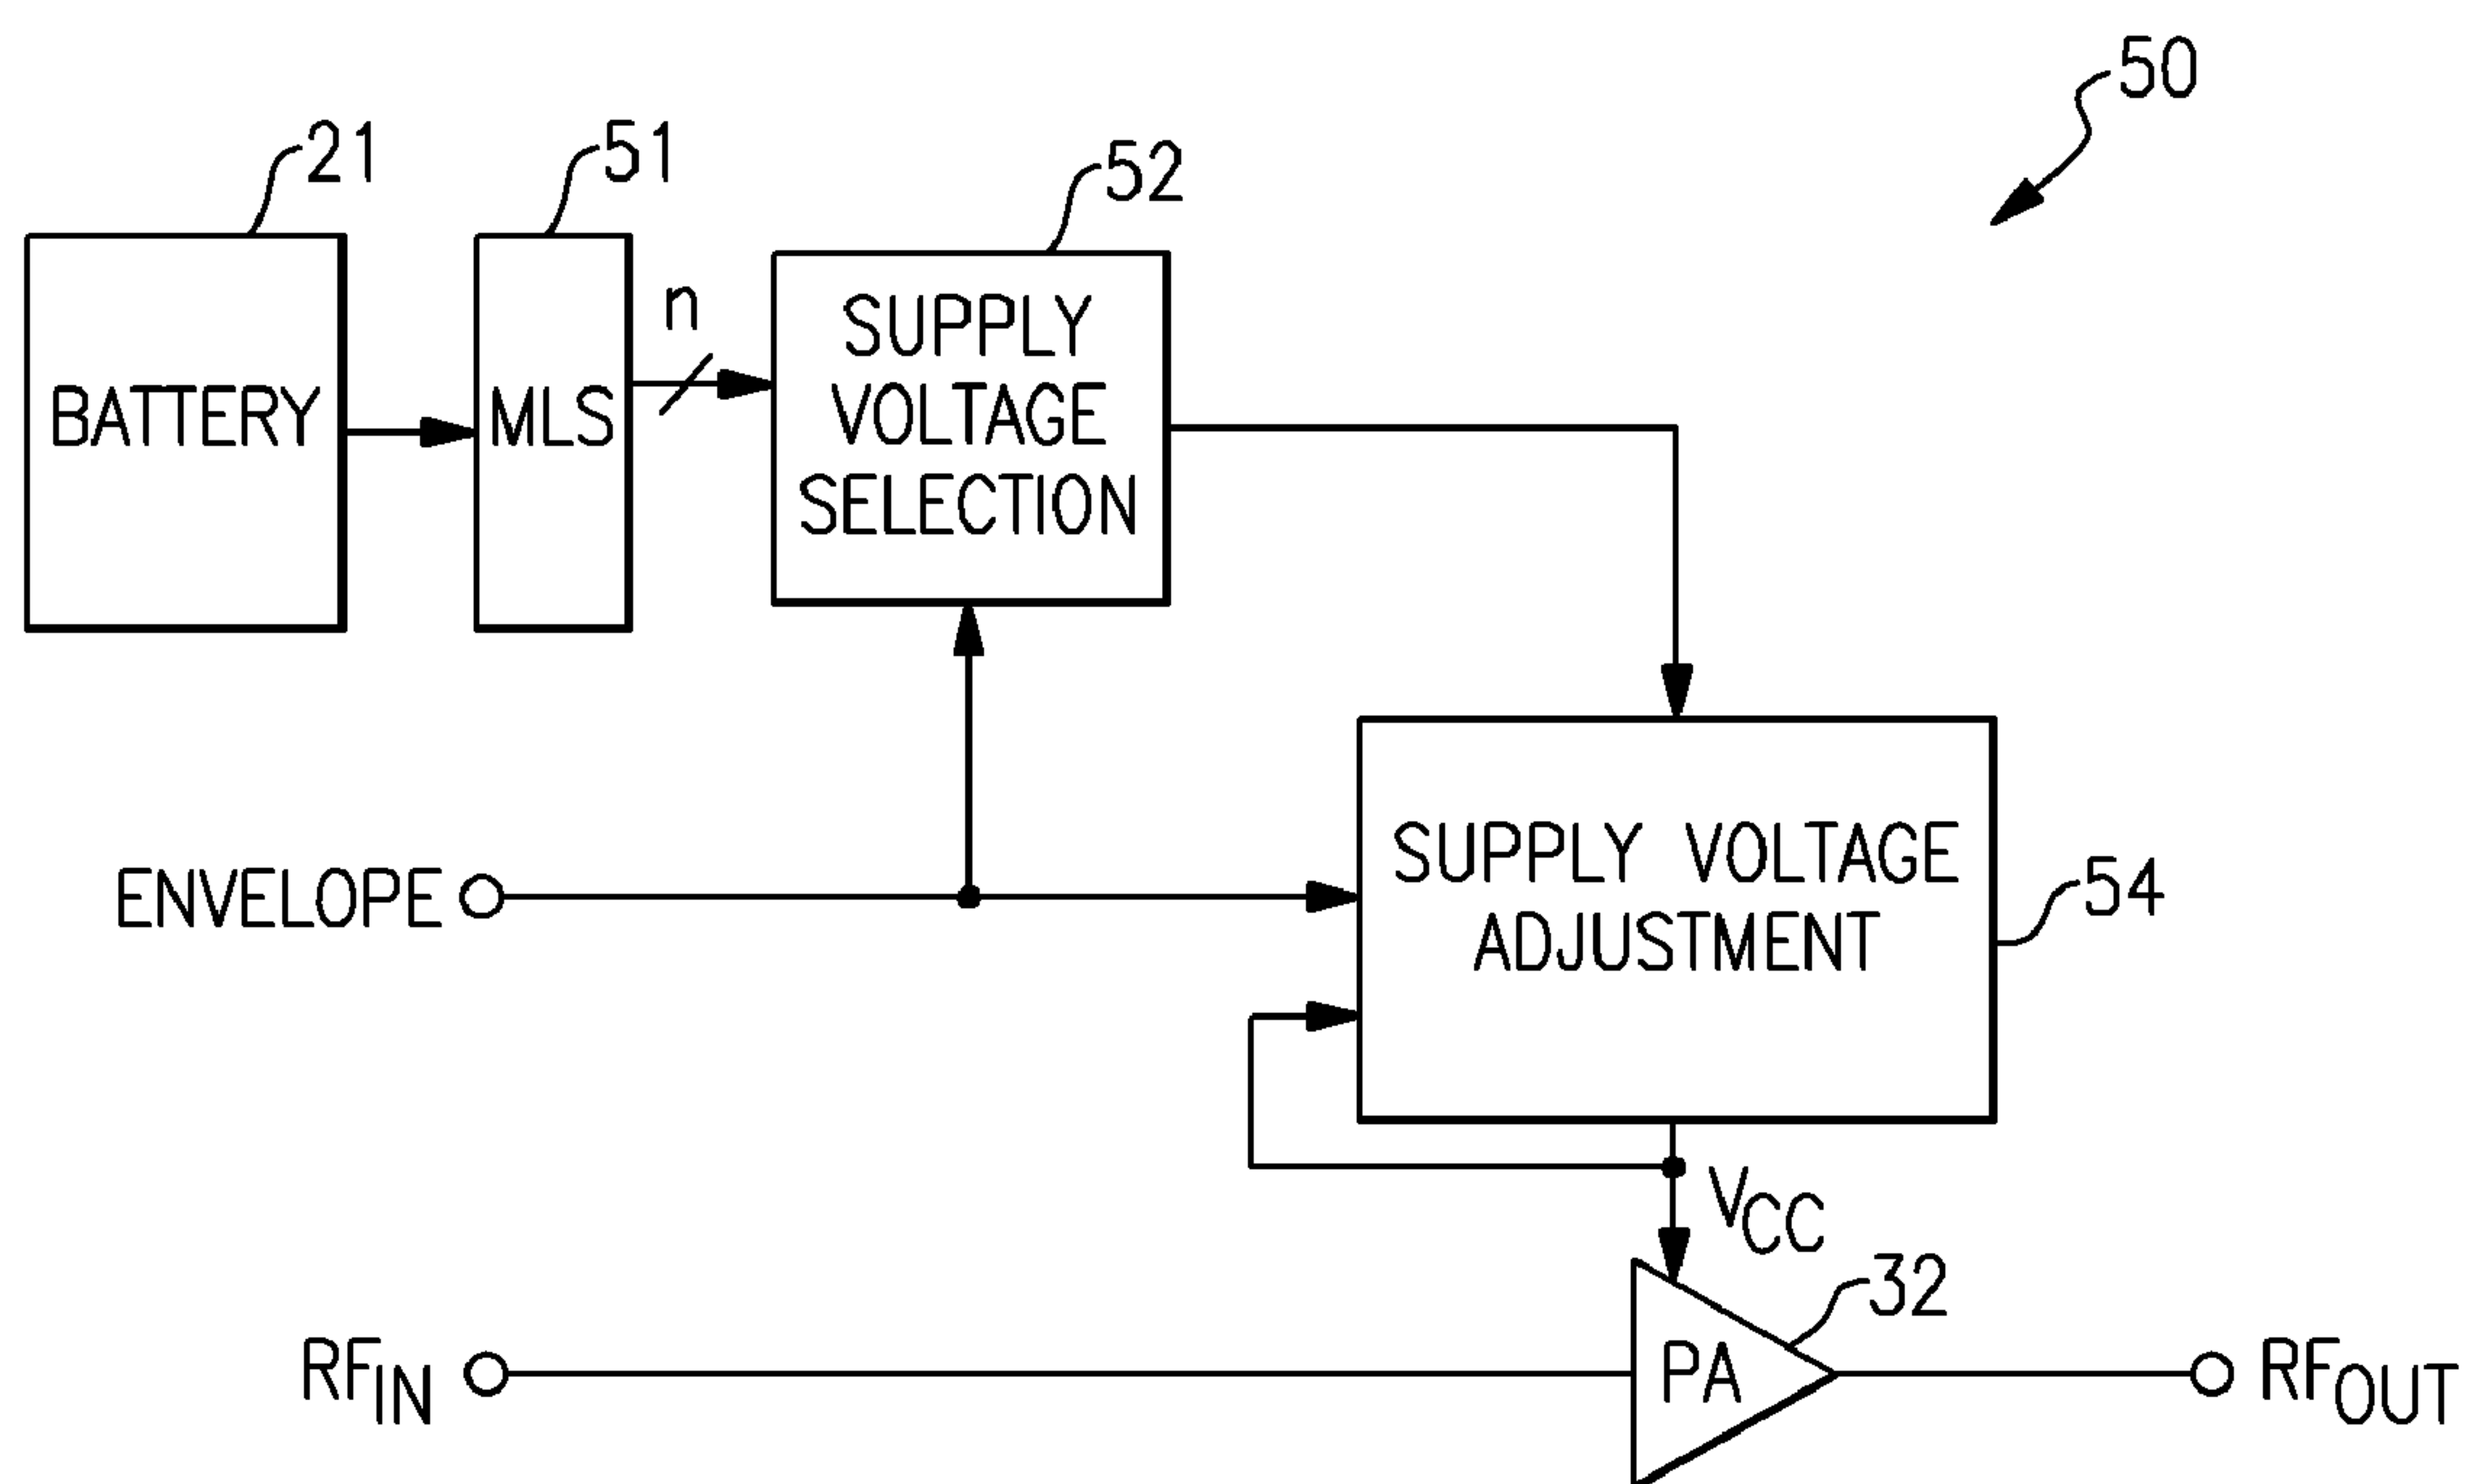 50
21
51
52
n
BATTERY
MLS
SUPPLY
VOLTAGE
SELECTION
ENVELOPE
SUPPLY VOLTAGE
ADJUSTMENT
54
VCC
32
RFIN
PA
RFOUT